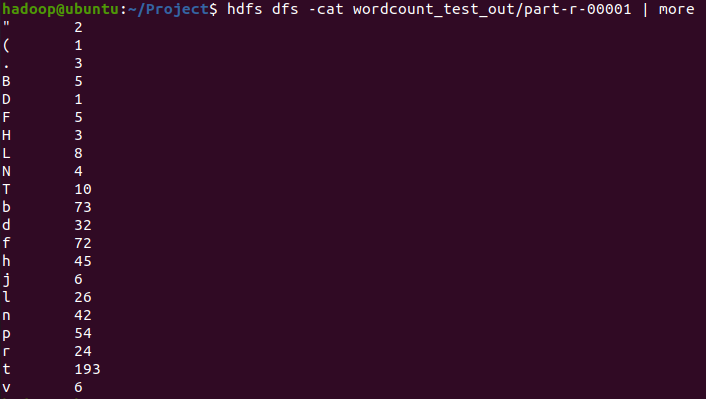 hadoop@ubuntu:~/Project$ hdfs dfs -cat wordcount_test_out/part-r-00001 | more
"	2
(	1
.	3
B	5
D	1
F	5
H	3
L	8
N	4
T	10
b	73
d	32
f	72
h	45
j	6
l	26
n	42
p	54
r	24
t	193
v	6